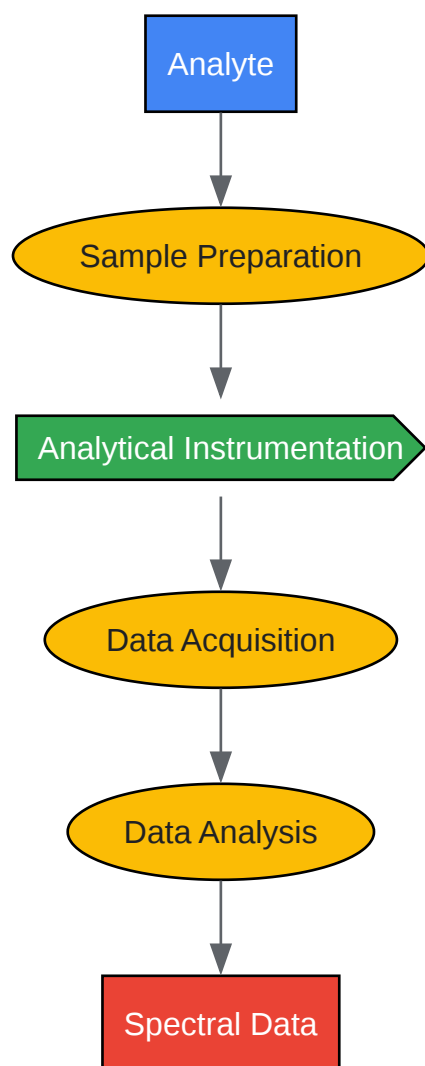 Analyte
Sample Preparation
Analytical Instrumentation
Data Acquisition
Data Analysis
Spectral Data